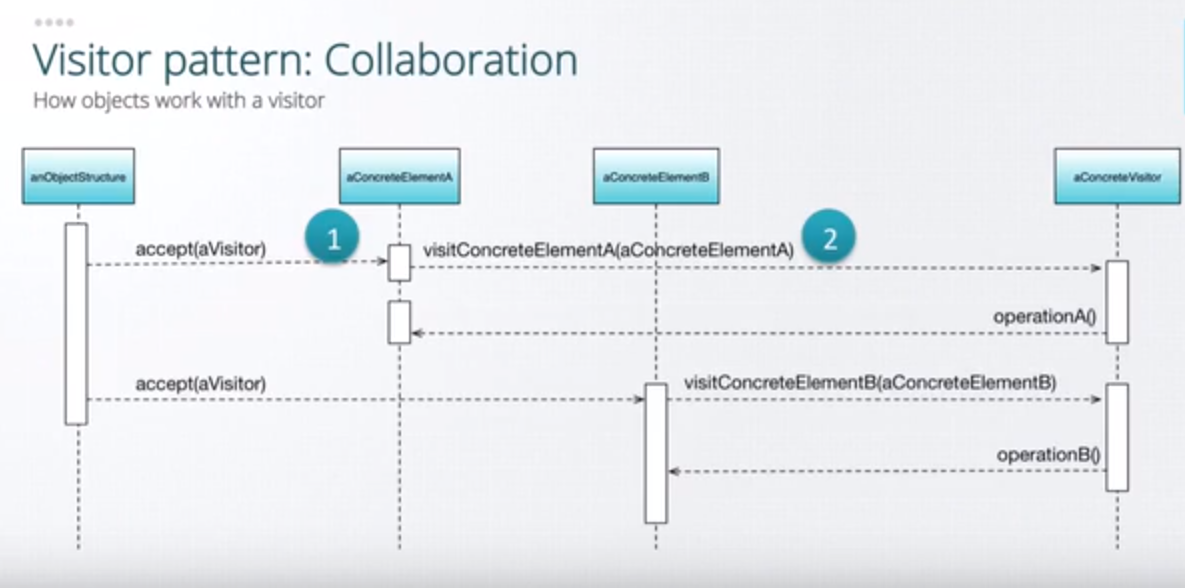 Visitor pattern: Collaboration
How objects work with a visitor
anObjectStructure
aConcreteElementA
aConcreteElementB
aConcreteVisitor
accept(aVisitor)
1
visitConcreteElementA(aConcreteElementA)
2
operationA()
accept(aVisitor)
visitConcreteElementB(aConcreteElementB)
operationB()